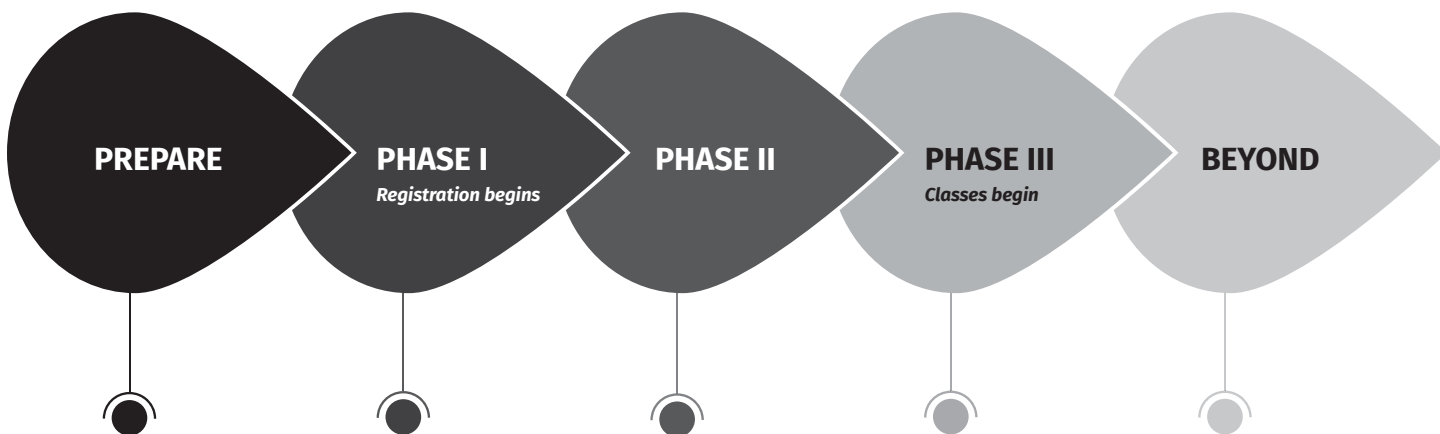 PREPARE
PHASE I
Registration begins
PHASE II
PHASE III
Classes begin
BEYOND